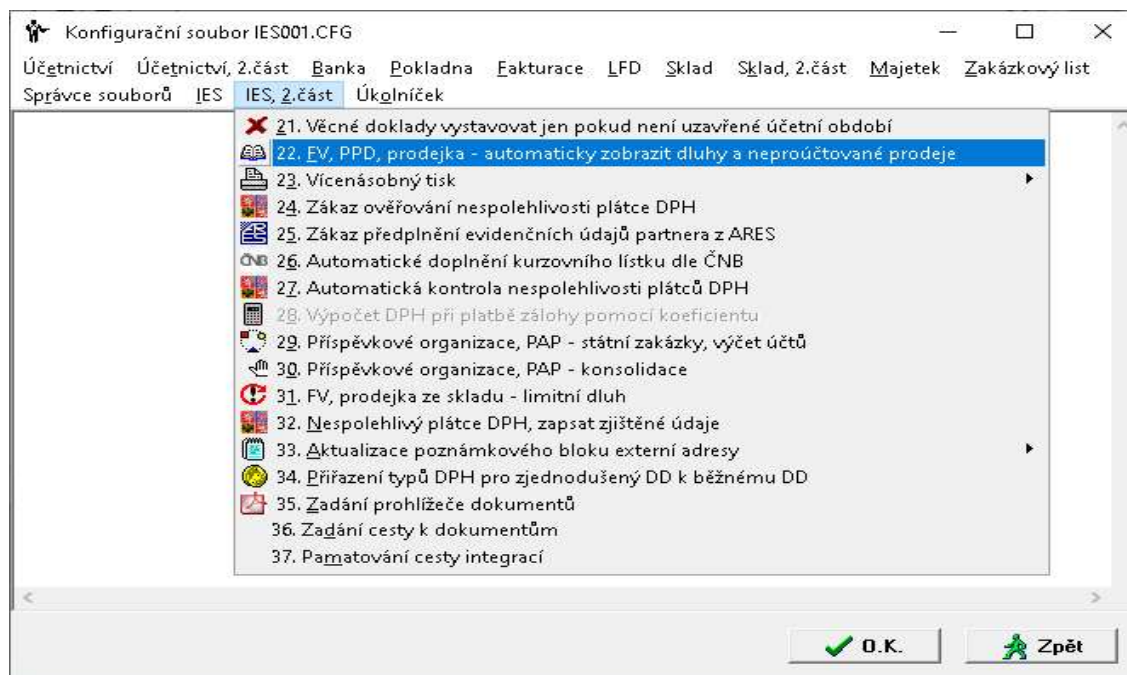 Konfigurační soubor IES001.CFG
Účetnictví Účetnictví, 2.část Banka Pokladna Fakturace LFD Sklad Sklad, 2.část Majetek Zakázkový list
Správce souborů IES IES, 2.část Úkolníček
21. Věcné doklady vystavovat jen pokud není uzavřené účetní období
22. FV, PPD, prodejka - automaticky zobrazit dluhy a neproúčtované prodeje
23. Vícenásobný tisk
24. Zákaz ověřování nespolehlivosti plátce DPH
25. Zákaz předplnění evidenčních údajů partnera z ARES
ČNB 26. Automatické doplnění kurzovního lístku dle ČNB
27. Automatická kontrola nespolehlivosti plátců DPH
28. Výpočet DPH při platbě zálohy pomocí koeficientu
29. Příspěvkové organizace, PAP - státní zakázky, výčet účtů
30. Příspěvkové organizace, PAP - konsolidace
31. FV, prodejka ze skladu - limitní dluh
32. Nespolehlivý plátce DPH, zapsat zjištěné údaje
33. Aktualizace poznámkového bloku externí adresy
34. Přiřazení typů DPH pro zjednodušený DD k běžnému DD
35. Zadání prohlížeče dokumentů
36. Zadání cesty k dokumentům
37. Pamatování cesty integrací
O.K. Zpět